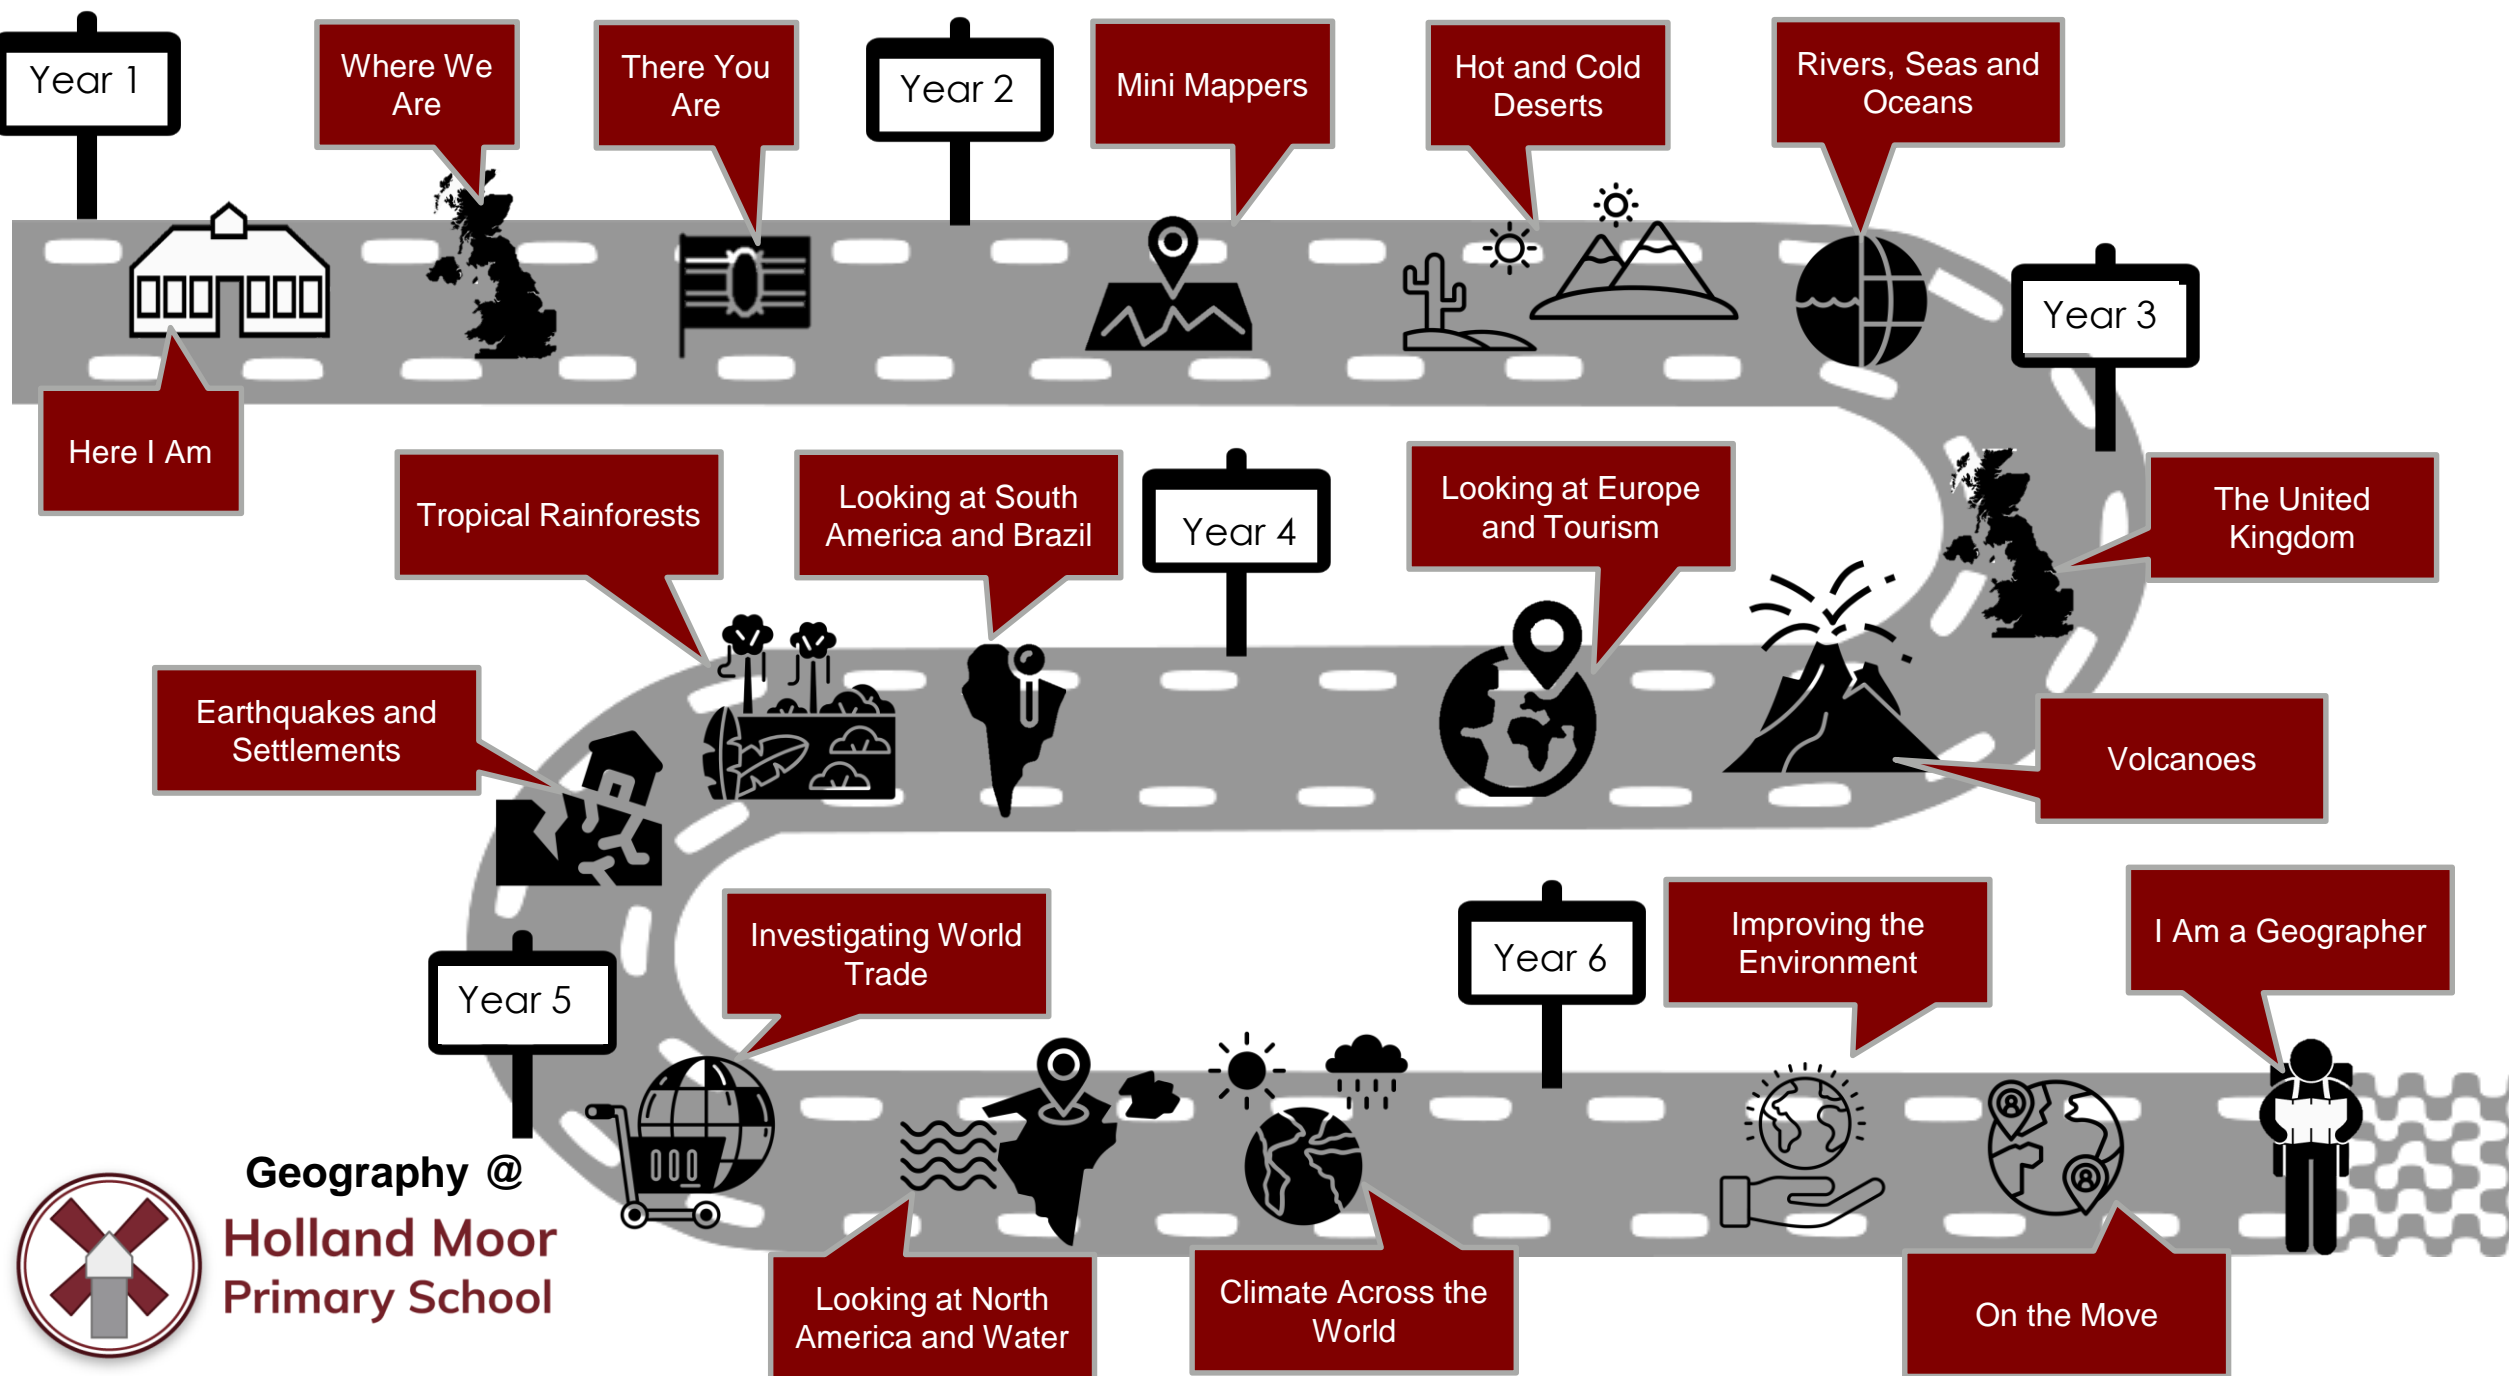 Year 1
Here I Am
Where We
Are
There You
Are
Year 2
Mini Mappers
Hot and Cold
Deserts
Rivers, Seas and
Oceans
Year 3
The United
Kingdom
Volcanoes
Looking at Europe
and Tourism
Year 4
Looking at South
America and Brazil
Tropical Rainforests
Earthquakes and
Settlements
Year 5
Investigating World
Trade
Looking at North
America and Water
Climate Across the
World
Year 6
Improving the
Environment
On the Move
I Am a Geographer
Geography @
Holland Moor
Primary School